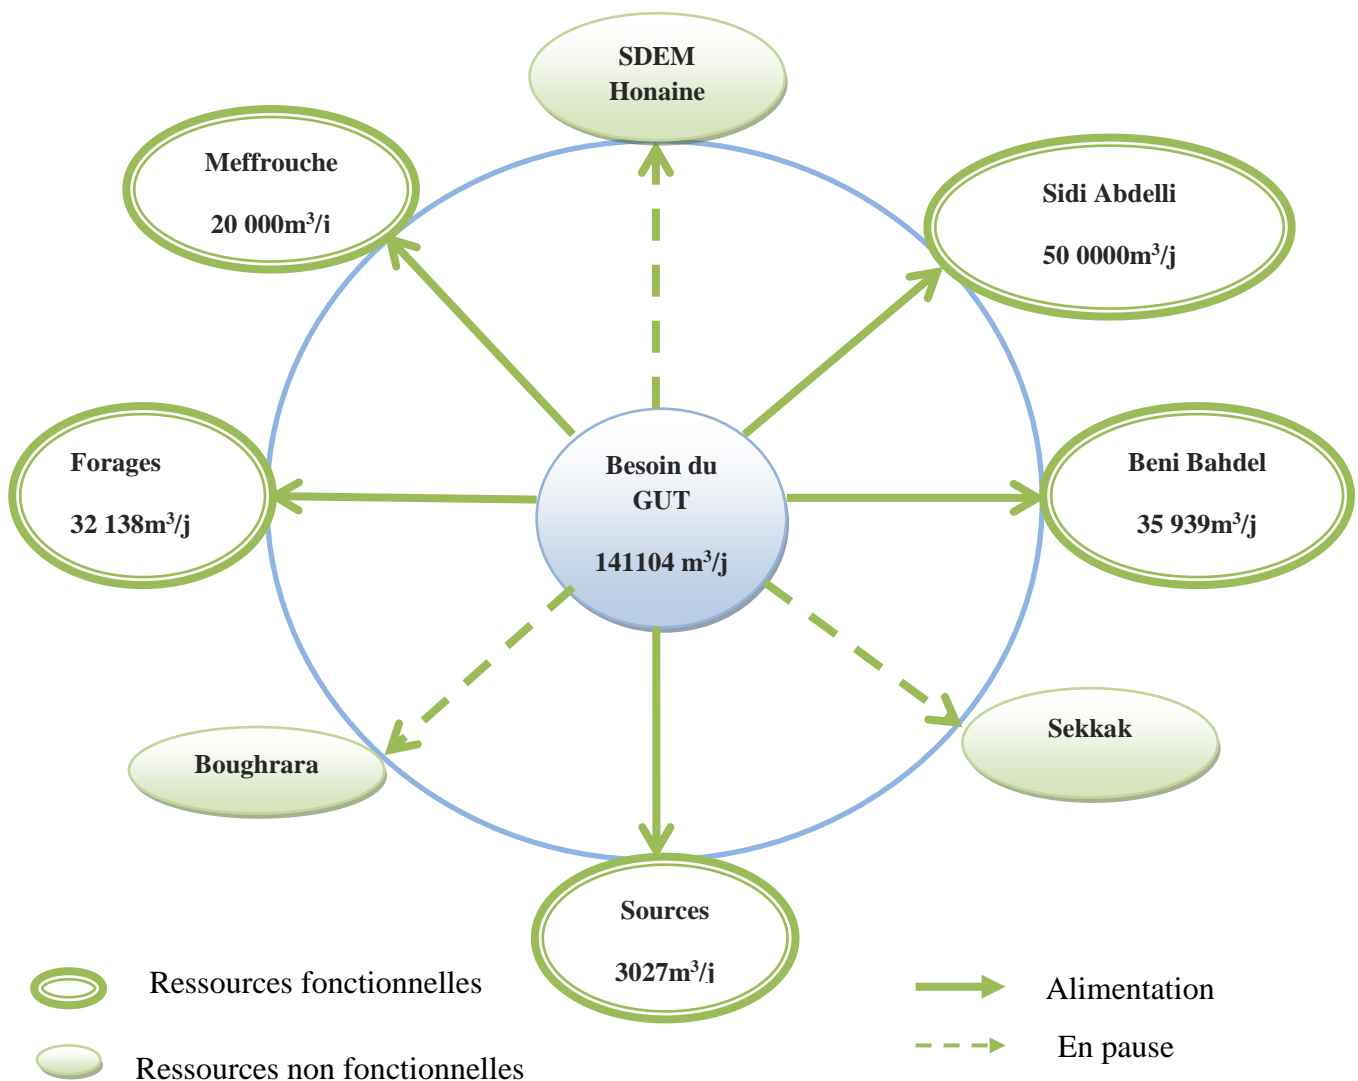 SDEM
Honaine
Meffrouche
20 000m³/j
Sidi Abdelli
50 0000m³/j
Forages
32 138m³/j
Besoin du
GUT
141104 m³/j
Beni Bahdel
35 939m³/j
Boughrara
Sekkak
Sources
3027m³/j
Ressources fonctionnelles
Alimentation
Ressources non fonctionnelles
En pause